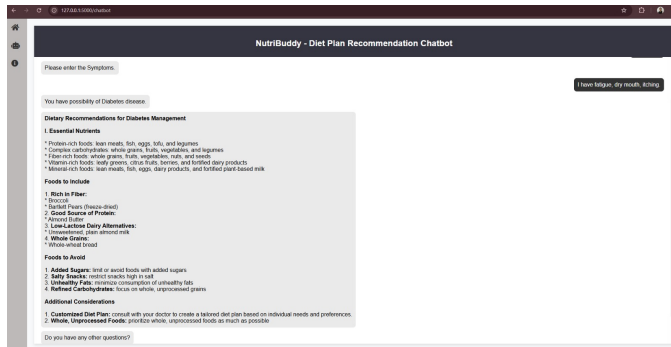 127.0.0.1:5000/chatbot
NutriBuddy - Diet Plan Recommendation Chatbot
Please enter the Symptoms.
I have fatigue, dry mouth, itching
You have possibility of Diabetes disease.
Dietary Recommendations for Diabetes Management
I. Essential Nutrients
* Protein-rich foods: lean meats, fish, eggs, tofu, and legumes
* Complex carbohydrates: whole grains, fruits, vegetables, and legumes
* Fiber-rich foods: whole grains, fruits, vegetables, nuts, and seeds
* Vitamin-rich foods: leafy greens, citrus fruits, berries, and fortified dairy products
* Mineral-rich foods: lean meats, fish, eggs, dairy products, and fortified plant-based milk
Foods to Include
1. Rich in Fiber:
* Broccoli
* Bartlett Pears (freeze-dried)
2. Good Source of Protein:
* Almond Butter
3. Low-Lactose Dairy Alternatives:
* Unsweetened, plain almond milk
4. Whole Grains:
* Whole-wheat bread
Foods to Avoid
1. Added Sugars: limit or avoid foods with added sugars
2. Salty Snacks: restrict snacks high in salt
3. Unhealthy Fats: minimize consumption of unhealthy fats
4. Refined Carbohydrates: focus on whole, unprocessed grains
Additional Considerations
1. Customized Diet Plan: consult with your doctor to create a tailored diet plan based on individual needs and preferences.
2. Whole, Unprocessed Foods: prioritize whole, unprocessed foods as much as possible
Do you have any other questions?